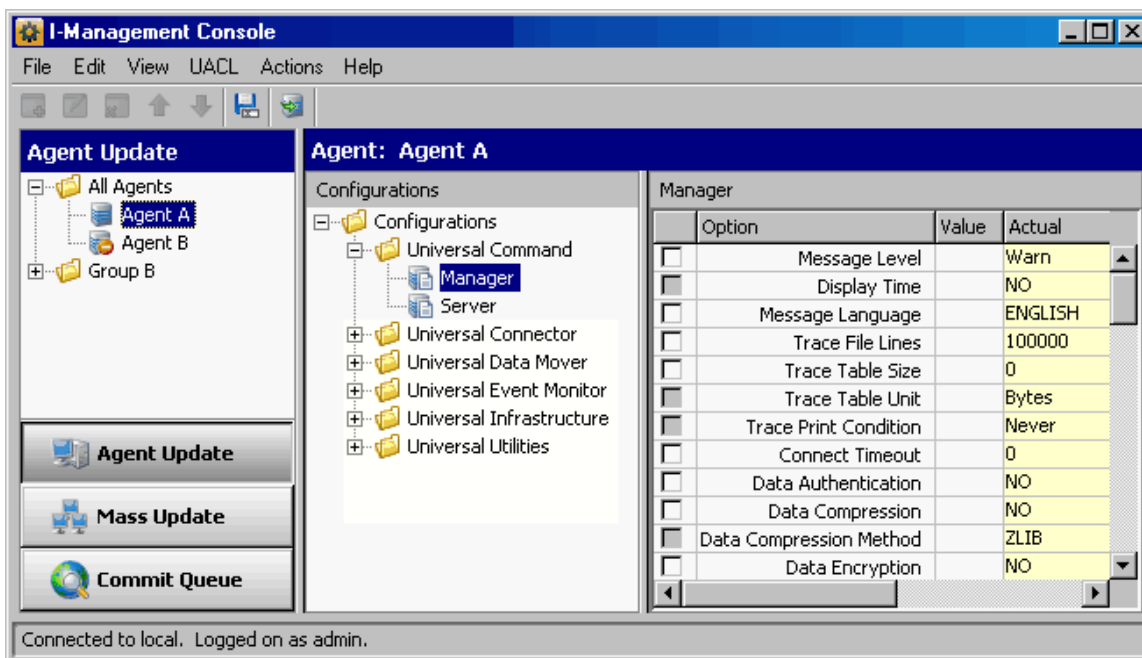 I-Management Console
File Edit View UACL Actions Help
Agent Update
All Agents
Agent A
Agent B
Group B
Agent Update
Mass Update
Commit Queue
Agent: Agent A
Configurations
Configurations
Universal Command
Manager
Server
Universal Connector
Universal Data Mover
Universal Event Monitor
Universal Infrastructure
Universal Utilities
Manager
Option Value Actual
Message Level Warn
Display Time NO
Message Language ENGLISH
Trace File Lines 100000
Trace Table Size 0
Trace Table Unit Bytes
Trace Print Condition Never
Connect Timeout 0
Data Authentication NO
Data Compression NO
Data Compression Method ZLIB
Data Encryption NO
Connected to local. Logged on as admin.